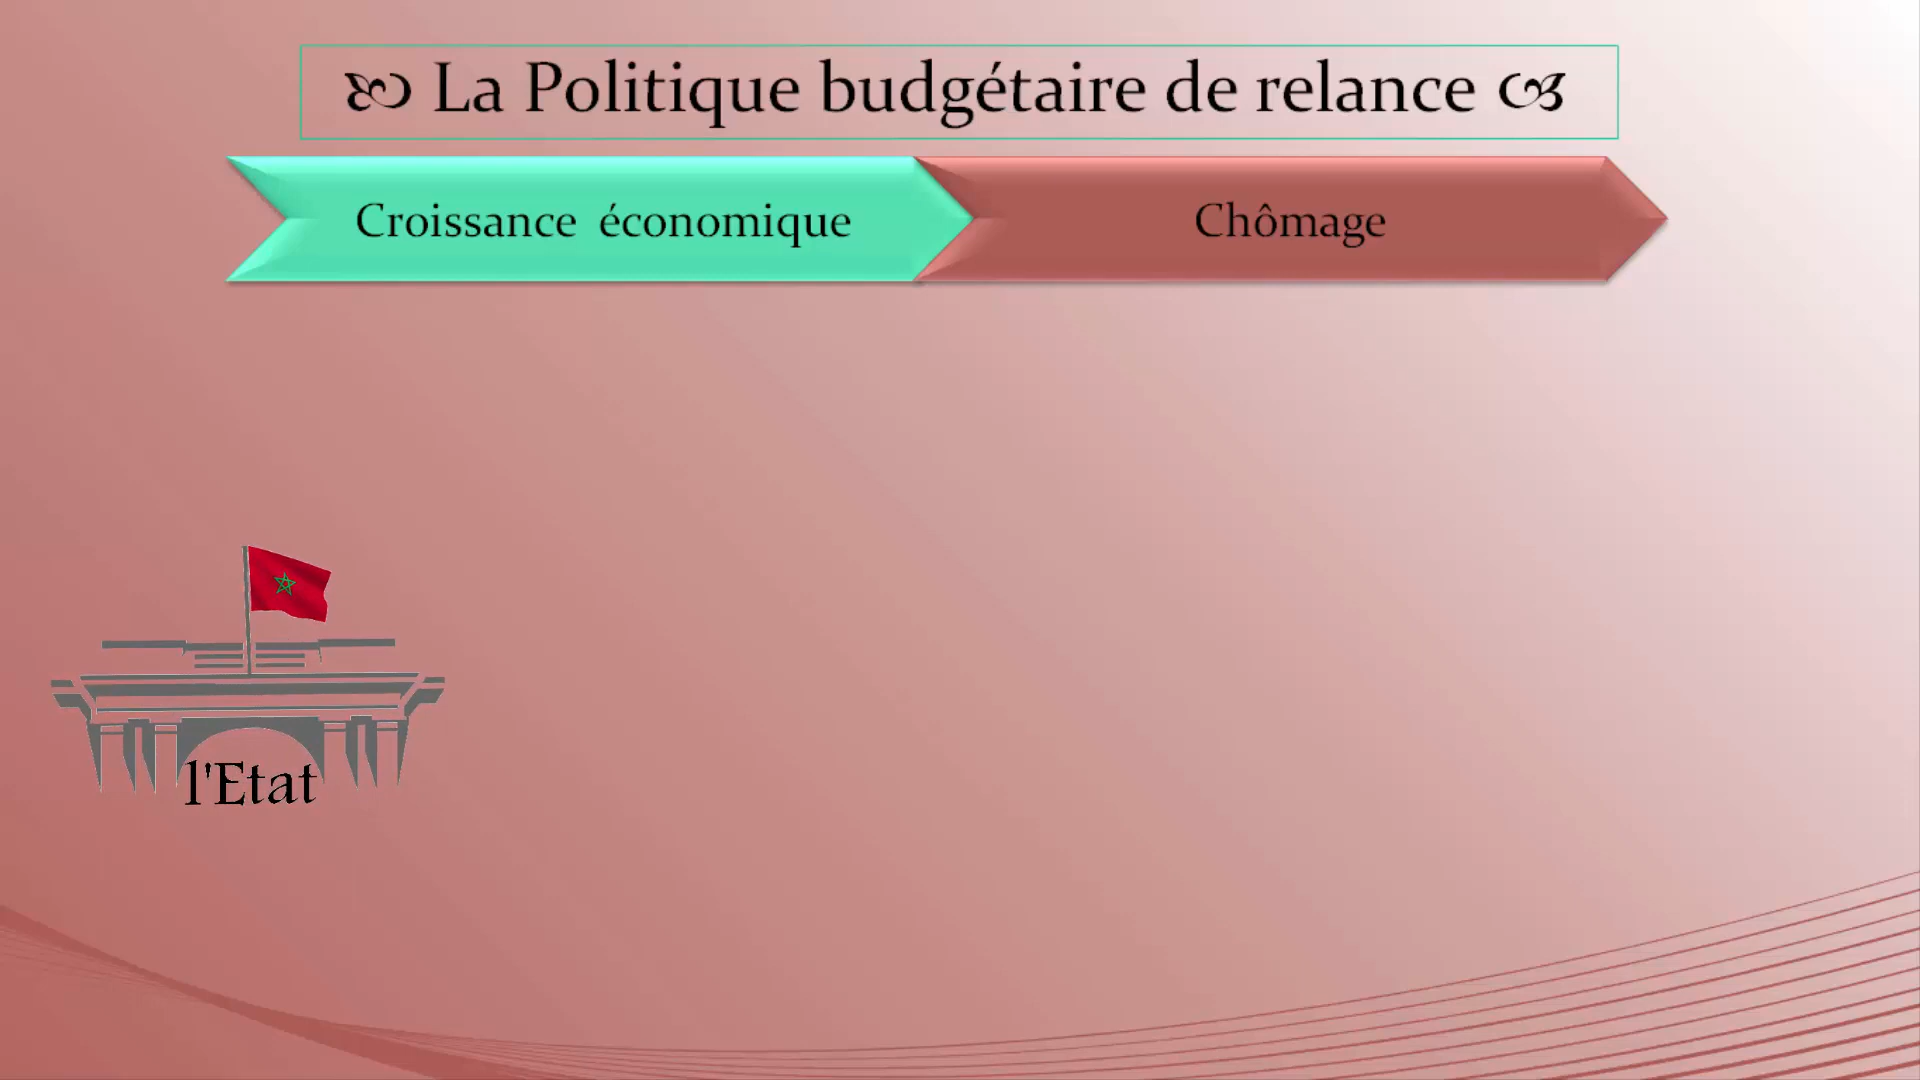 La Politique budgétaire de relance
Croissance économique
Chômage
l'Etat